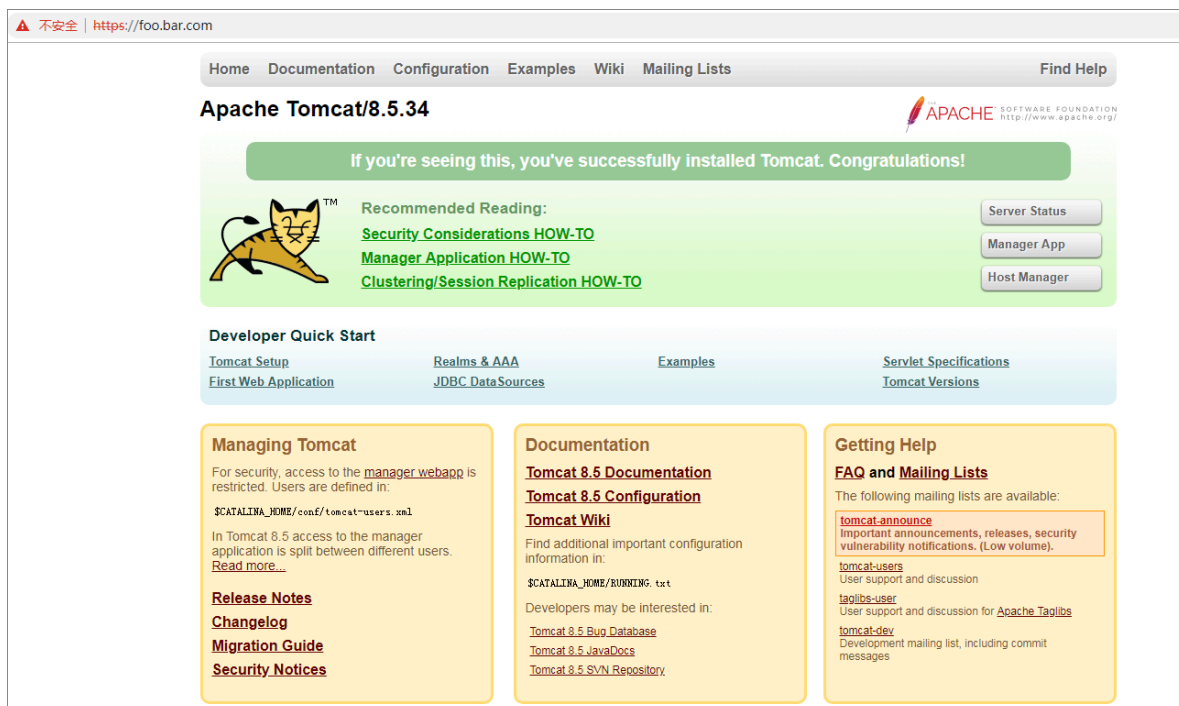 不安全 | https://foo.bar.com
Home Documentation Configuration Examples Wiki Mailing Lists Find Help
Apache Tomcat/8.5.34
THE
APACHE™ SOFTWARE FOUNDATION
http://www.apache.org/
If you're seeing this, you've successfully installed Tomcat. Congratulations!
TM
Recommended Reading:
Security Considerations HOW-TO
Manager Application HOW-TO
Clustering/Session Replication HOW-TO
Server Status
Manager App
Host Manager
Developer Quick Start
Tomcat Setup
First Web Application
Realms & AAA
JDBC DataSources
Examples
Servlet Specifications
Tomcat Versions
Managing Tomcat
For security, access to the manager webapp is
restricted. Users are defined in:
$CATALINA_HOME/conf/tomcat-users.xml
In Tomcat 8.5 access to the manager
application is split between different users.
Read more...
Release Notes
Changelog
Migration Guide
Security Notices
Documentation
Tomcat 8.5 Documentation
Tomcat 8.5 Configuration
Tomcat Wiki
Find additional important configuration
information in:
$CATALINA_HOME/RUNNING.txt
Developers may be interested in:
Tomcat 8.5 Bug Database
Tomcat 8.5 JavaDocs
Tomcat 8.5 SVN Repository
Getting Help
FAQ and Mailing Lists
The following mailing lists are available:
tomcat-announce
Important announcements, releases, security
vulnerability notifications. (Low volume).
tomcat-users
User support and discussion
taglibs-user
User support and discussion for Apache Taglibs
tomcat-dev
Development mailing list, including commit
messages